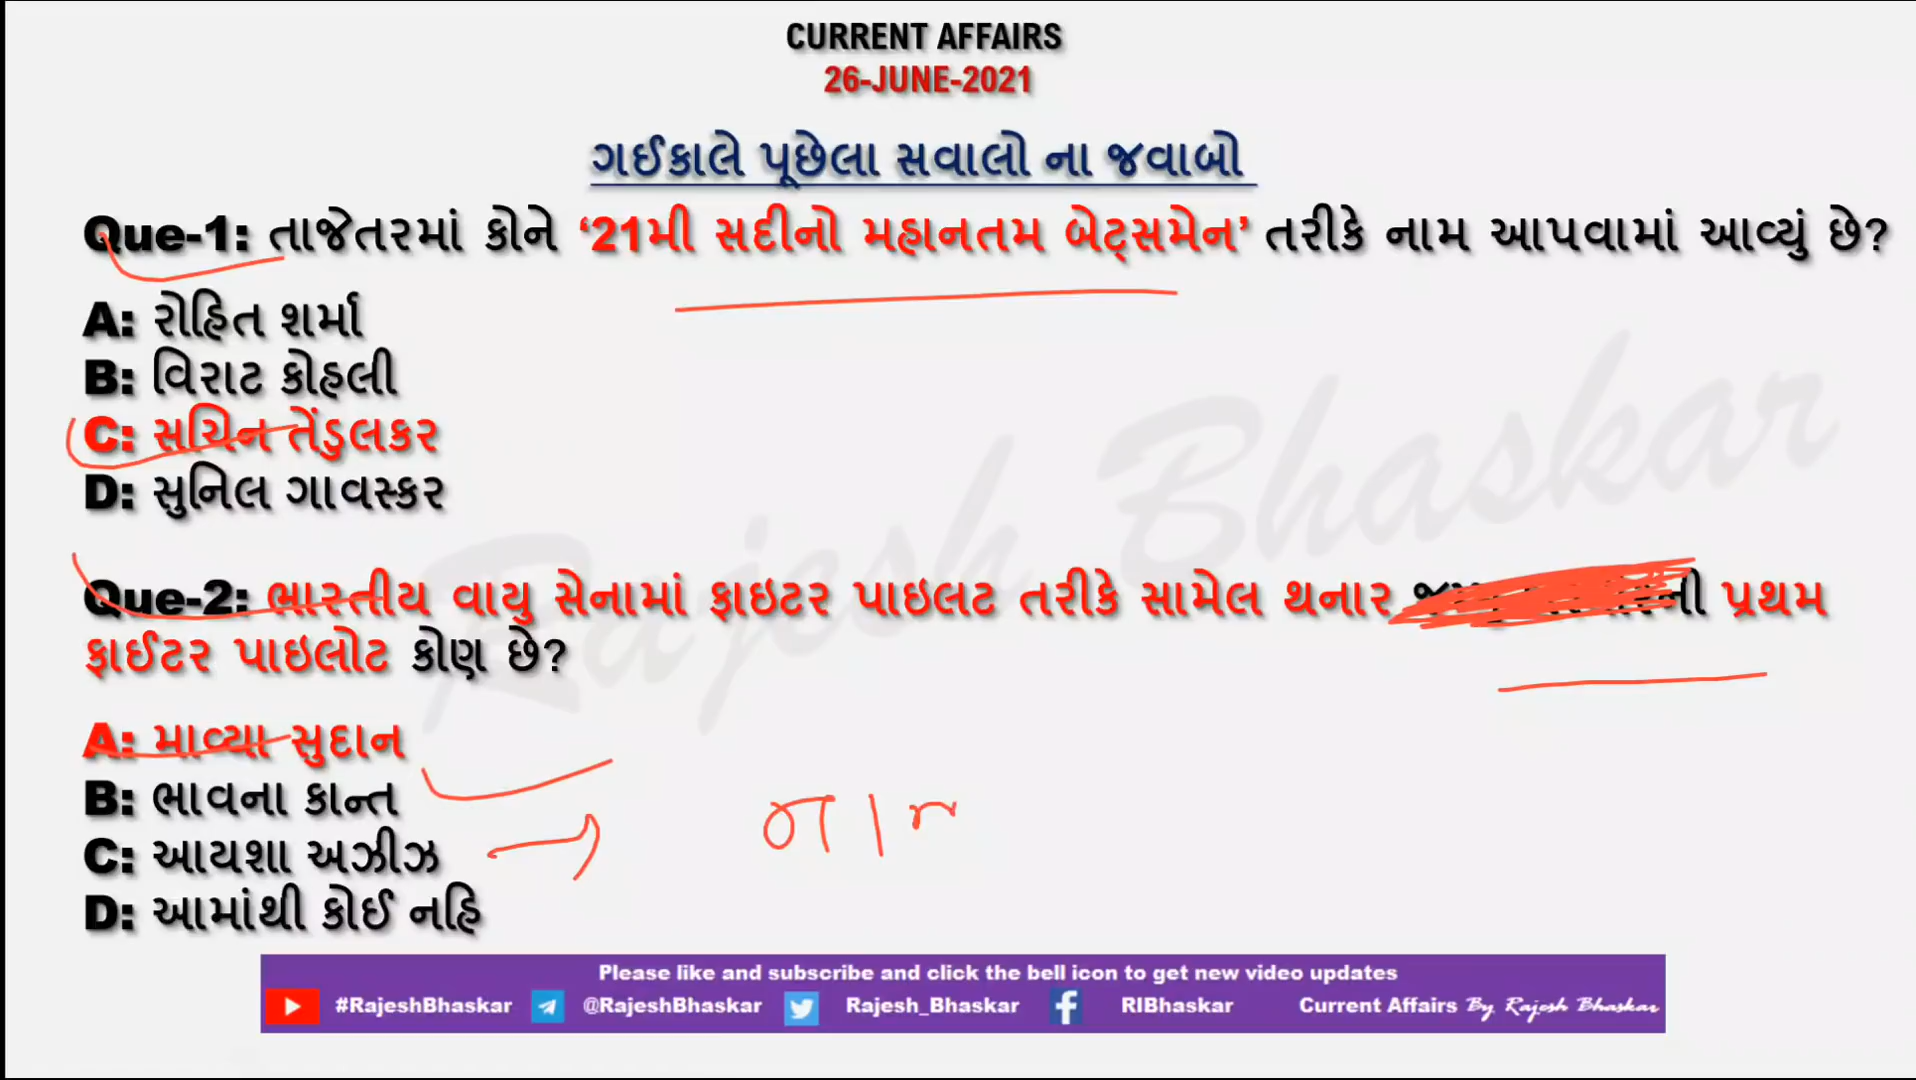 CURRENT AFFAIRS
26-JUNE-2021
ગઈકાલે પૂછેલા સવાલો ના જવાબો
Que-1: તાજેતરમાં કોને ‘21મી સદીનો મહાનતમ બેટ્સમેન’ તરીકે નામ આપવામાં આવ્યું છે?
A: રોહિત શર્મા
B: વિરાટ કોહલી
C: સચિન તેંડુલકર
D: સુનિલ ગાવસ્કર
Que-2: ભારતીય વાયુ સેનામાં ફાઇટર પાઇલટ તરીકે સામેલ થનાર પ્રથમ
ફાઈટર પાઇલોટ કોણ છે?
A: માવ્યા સુદાન
B: ભાવના કાન્ત
C: આયશા અઝીઝ
D: આમાંથી કોઈ નહિ
Rajesh Bhaskar
Please like and subscribe and click the bell icon to get new video updates
#RajeshBhaskar @RajeshBhaskar Rajesh_Bhaskar RIBhaskar Current Affairs By Rajesh Bhaskar